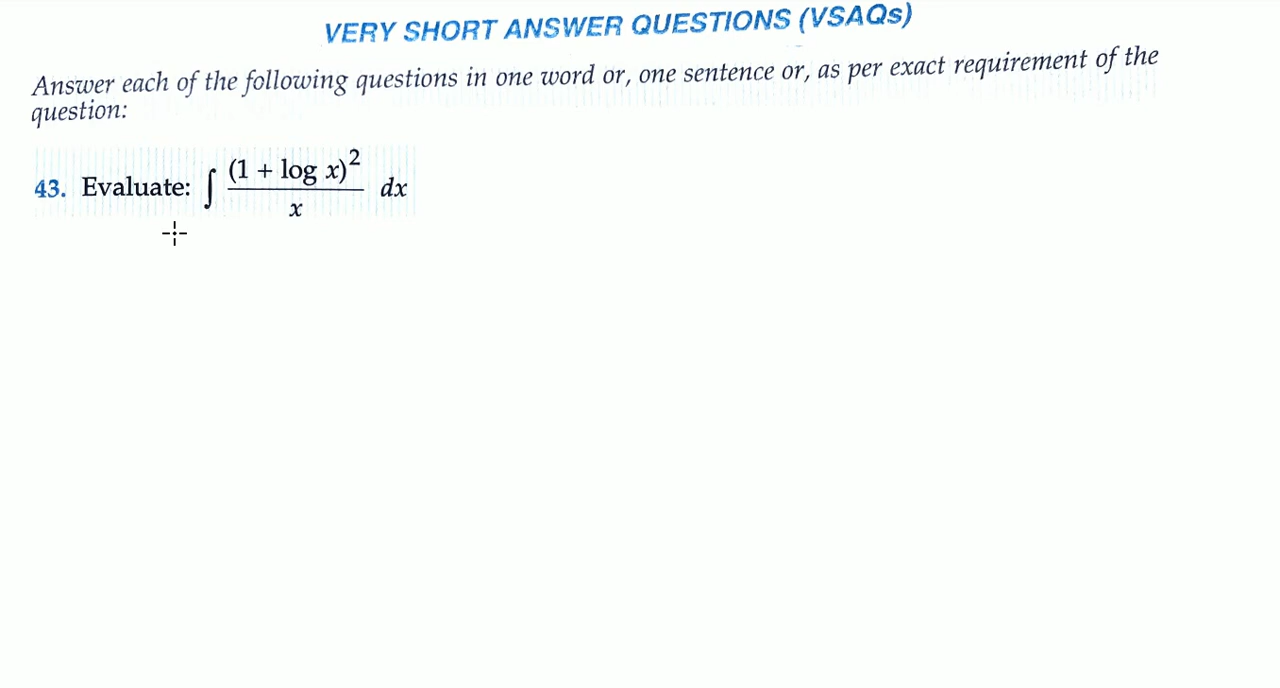 VERY SHORT ANSWER QUESTIONS (VSAQs)
Answer each of the following questions in one word or, one sentence or, as per exact requirement of the
question:
43. Evaluate: ∫ (1 + log x)² / x dx